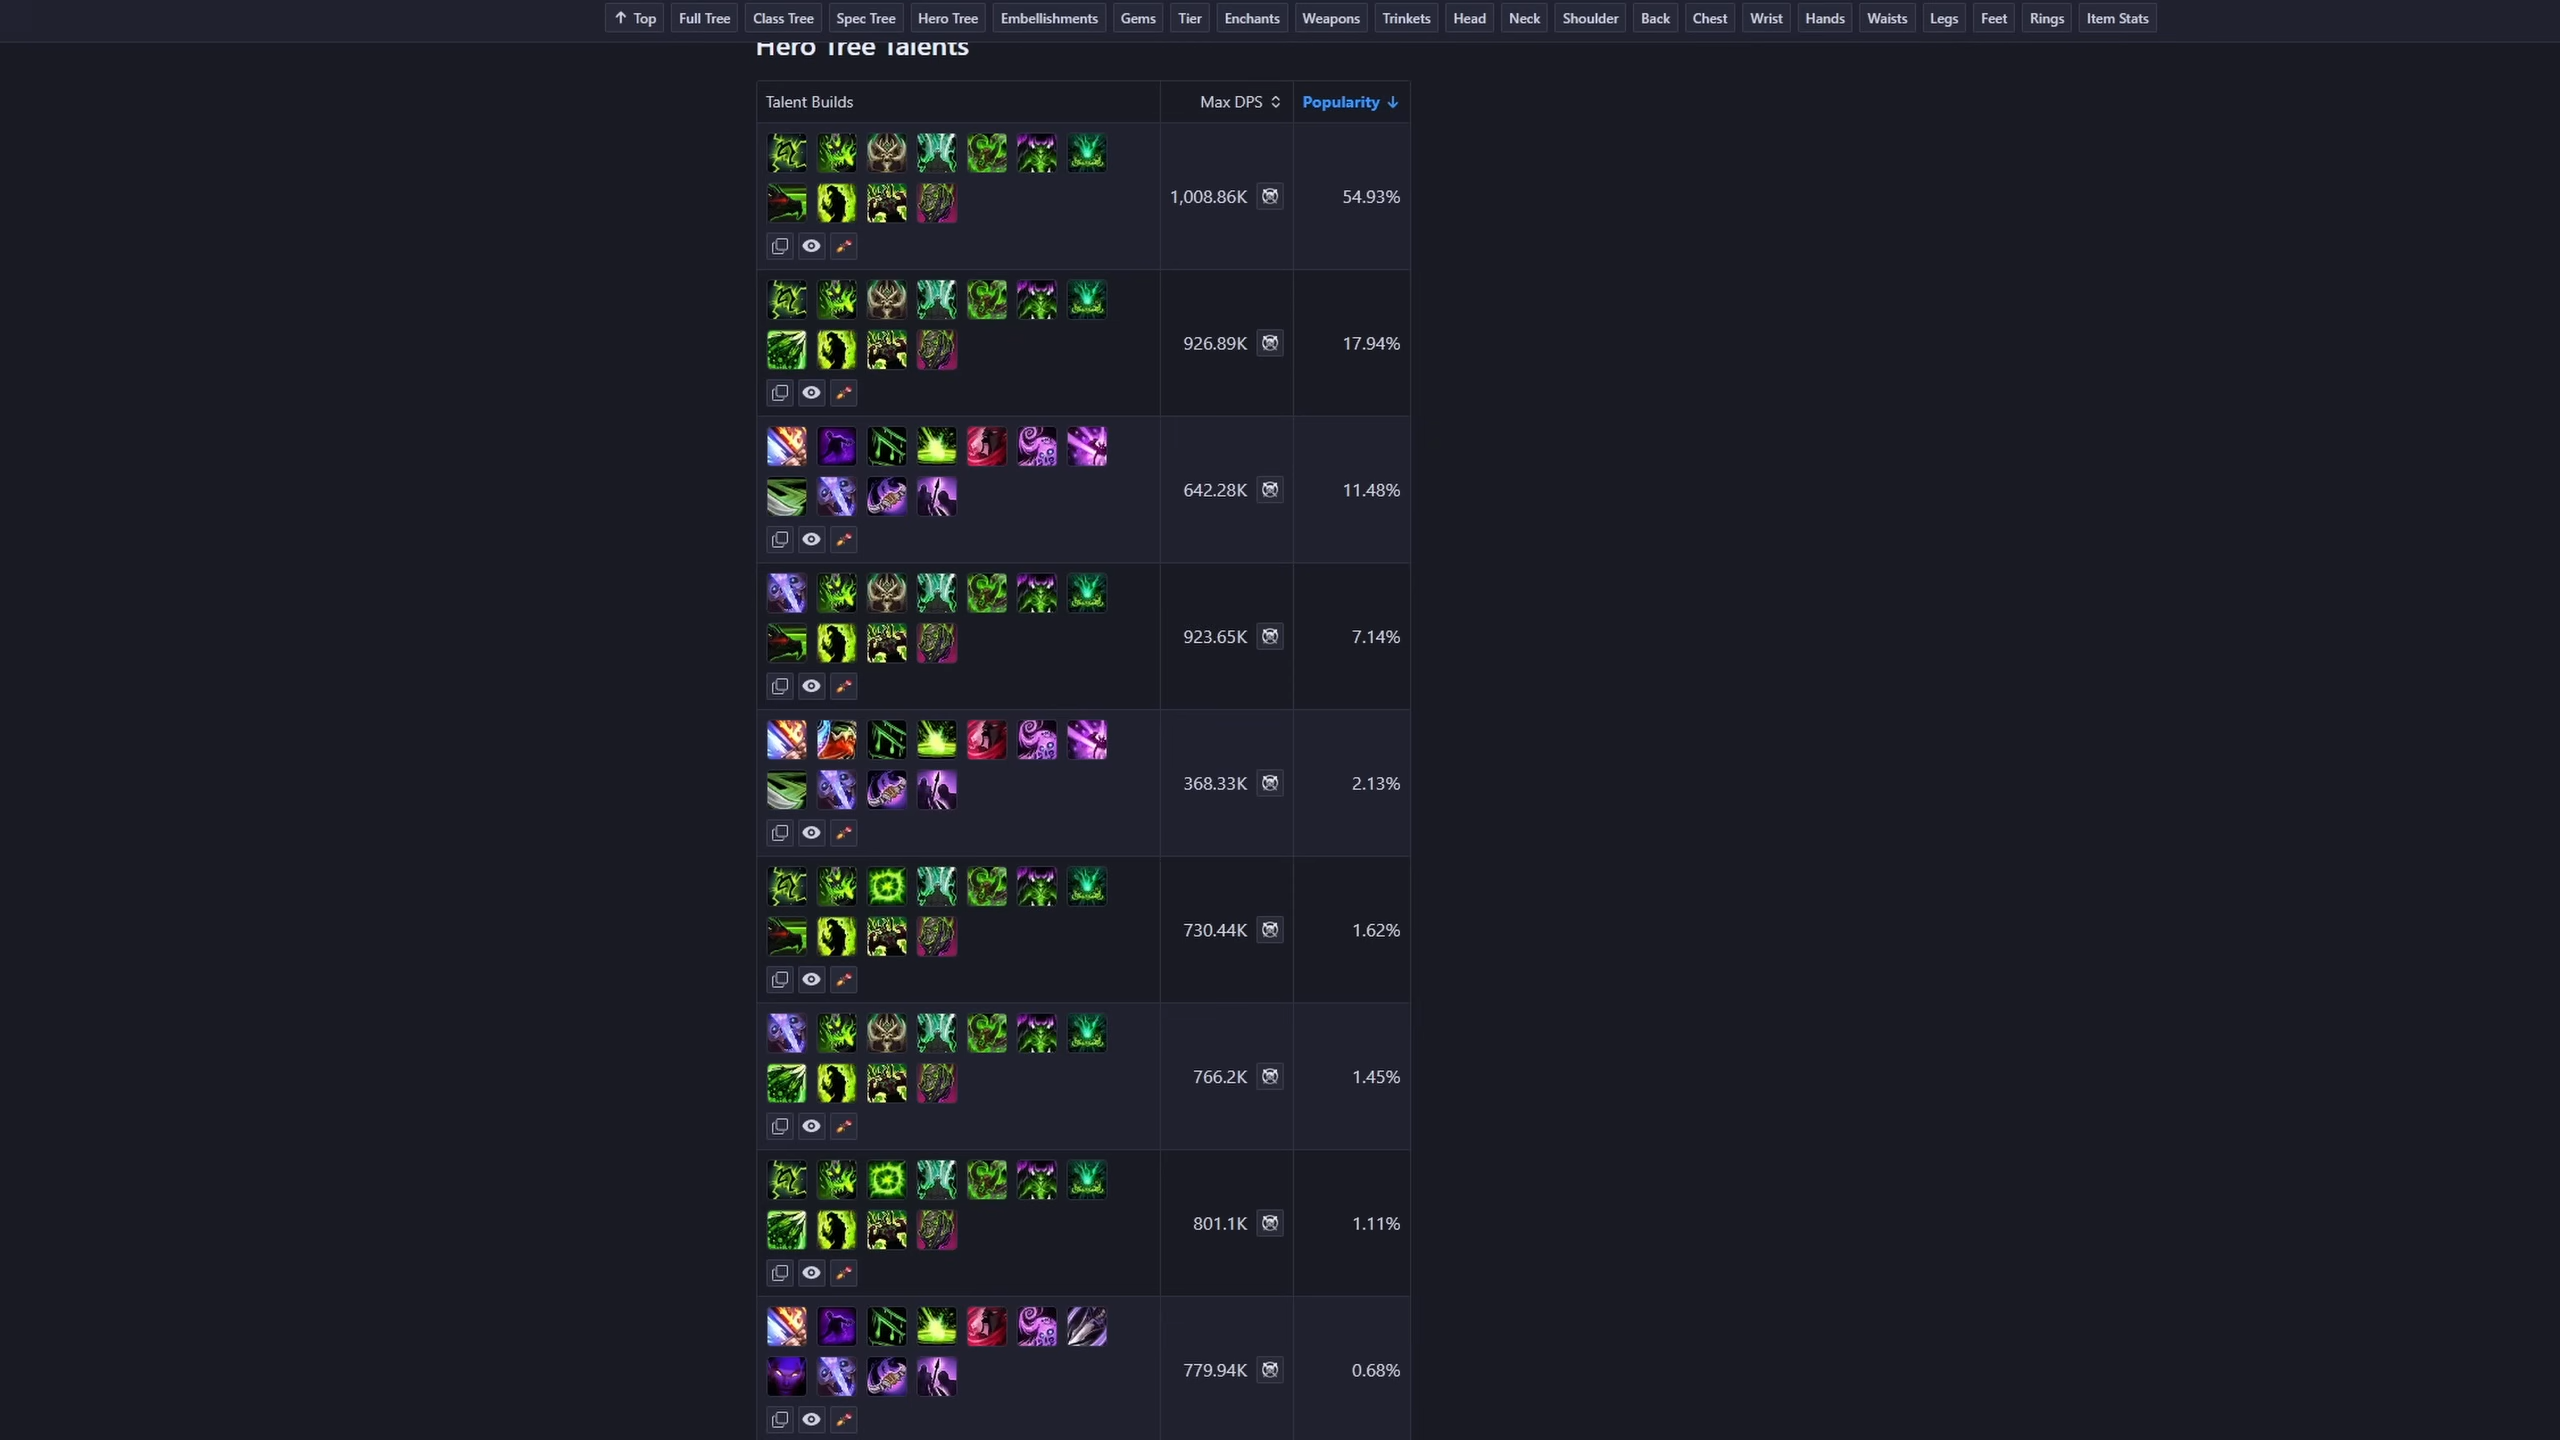 Top Full Tree Class Tree Spec Tree Hero Tree Embellishments Gems Tier Enchants Weapons Trinkets Head Neck Shoulder Back Chest Wrist Hands Waists Legs Feet Rings Item Stats
Hero Tree Talents
Talent Builds Max DPS Popularity
1,008.86K 54.93%
926.89K 17.94%
642.28K 11.48%
923.65K 7.14%
368.33K 2.13%
730.44K 1.62%
766.2K 1.45%
801.1K 1.11%
779.94K 0.68%